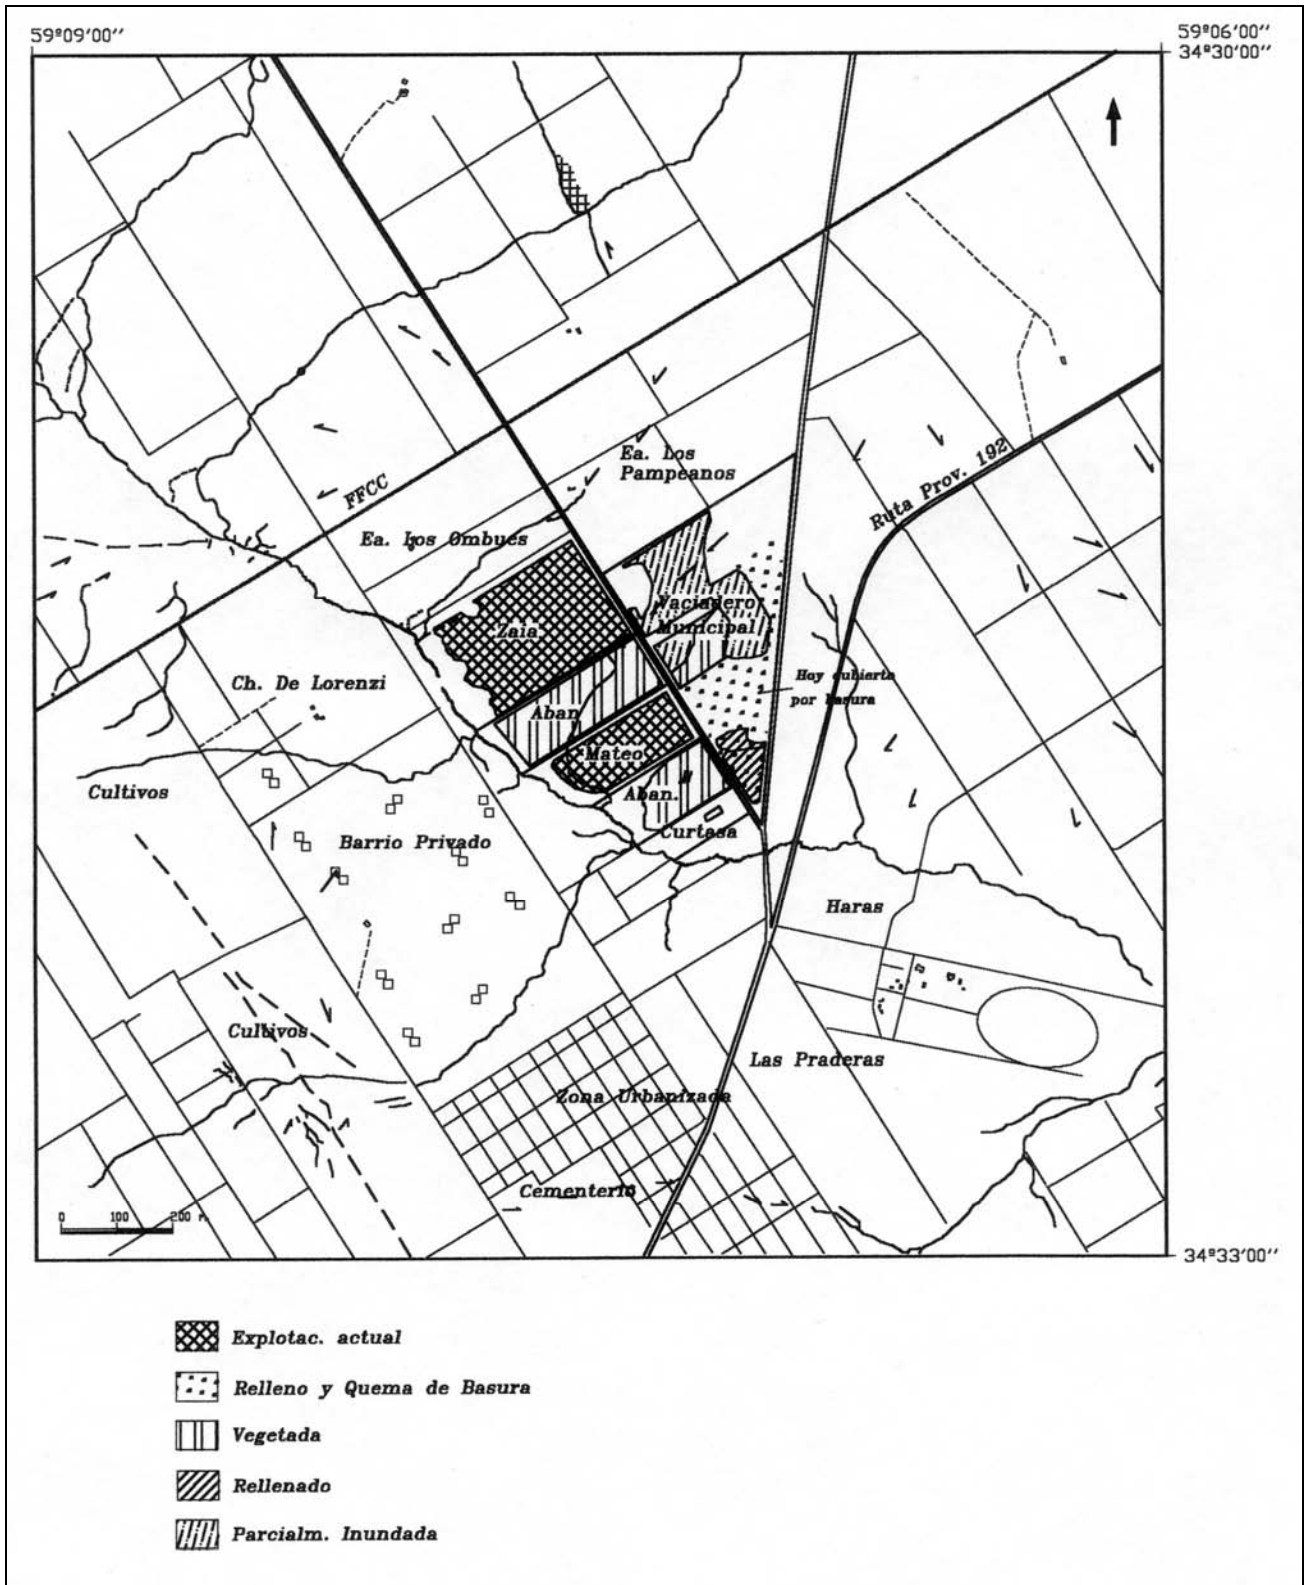 59º09'00''
59º06'00''
34º30'00''
Ea. Los
Pampeanos
FFCC
Ruta Prov. 192
Ea. Los Ombues
Vaciadero
Municipal
Zaia
Ch. De Lorenzi
Hoy cubierto
por basura
Aban
Mateo
Cultivos
Aban.
Barrio Privado
Curtasa
Haras
Cultivos
Las Praderas
Zona Urbanizada
Cementerio
0 100 200
34º33'00''
Explotac. actual
Relleno y Quema de Basura
Vegetada
Rellenado
Parcialm. Inundada